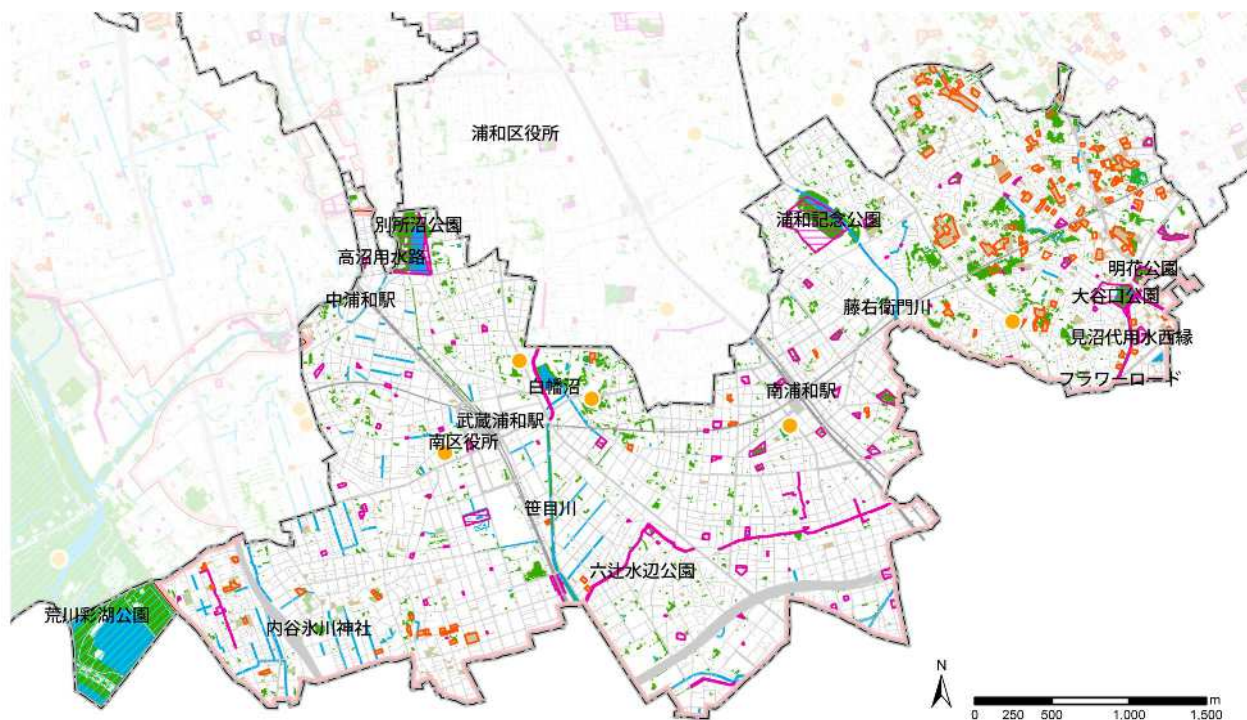 浦和区役所
別所沼公園
浦和記念公園
高沼用水路
明花公園
中浦和駅
大谷口公園
藤右衛門川
見沼代用水西縁
フラワーロード
白幡沼
南浦和駅
武蔵浦和駅
南区役所
笹目川
六辻水辺公園
荒川彩湖公園
内谷氷川神社
N
m
0 250 500 1,000 1,500